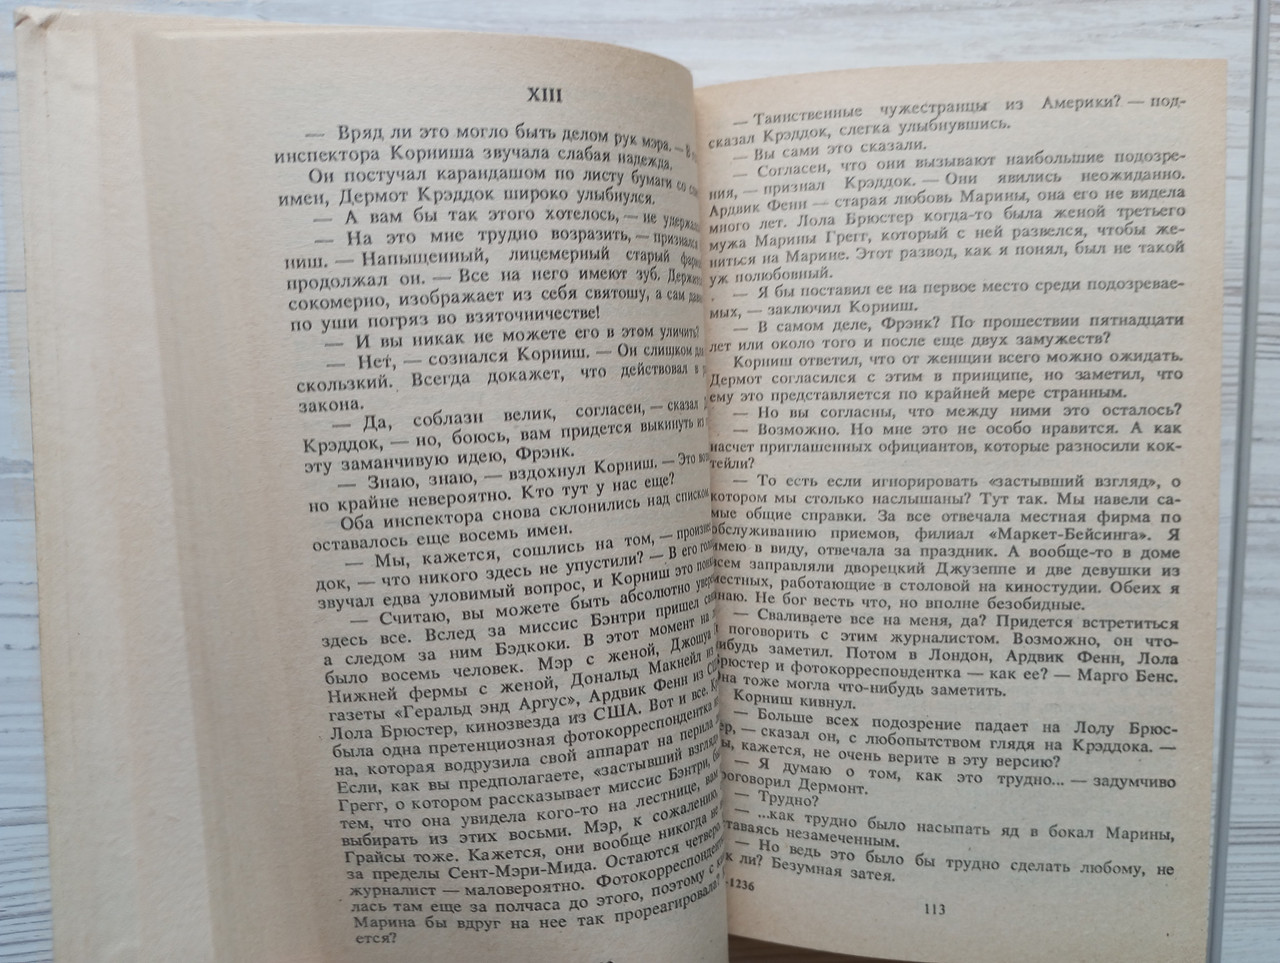 XIII
— Вряд ли это могло быть делом рук мэра. — В
инспектора Корниша звучала слабая надежда.
Он постучал карандашом по листу бумаги со
имен, Дермот Крэддок широко улыбнулся.
— А вам бы так этого хотелось, — не
— На это мне трудно возразить, —
ниш. — Напыщенный, лицемерный старый
продолжал он. — Все на него имеют зуб.
сокомерно, изображает из себя святошу, а сам
по уши погряз во взяточничестве!
— И вы никак не можете его в этом уличить?
— Нет, — сознался Корниш. — Он слишком
скользкий. Всегда докажет, что действовал в
закона.
— Да, соблазн велик, согласен, — сказал
Крэддок, — но, боюсь, вам придется выкинуть из
эту заманчивую идею, Фрэнк.
— Знаю, знаю, — вздохнул Корниш. — Это
но крайне невероятно. Кто тут у нас еще?
Оба инспектора снова склонились над списком,
оставалось еще восемь имен.
— Мы, кажется, сошлись на том, —
док, — что никого здесь не упустили? — В его
звучал едва уловимый вопрос, и Корниш это
— Считаю, вы можете быть абсолютно
здесь все. Вслед за миссис Бэнтри пришел
а следом за ним Бэдкоки. В этот момент на
было восемь человек. Мэр с женой, Джошуа
Нижней фермы с женой, Дональд Макнейл из
газеты «Геральд энд Аргус», Ардвик Фенн из
Лола Брюстер, кинозвезда из США. Вот и все.
была одна претенциозная фотокорреспондентка
на, которая водрузила свой аппарат на перила
Если, как вы предполагаете, «застывший взгляд»
Грегг, о котором рассказывает миссис Бэнтри,
тем, что она увидела кого-то на лестнице, вам
выбирать из этих восьми. Мэр, к сожалению,
Грайсы тоже. Кажется, они вообще никогда не
за пределы Сент-Мэри-Мида. Остаются четверо.
журналист — маловероятно. Фотокорреспондентка
лась там еще за полчаса до этого, поэтому с
Марина бы вдруг на нее так прореагировала?
ется?
— Таинственные чужестранцы из Америки? — под-
сказал Крэддок, слегка улыбнувшись.
— Вы сами это сказали.
— Согласен, что они вызывают наибольшие подозре-
ния, — признал Крэддок. — Они явились неожиданно.
Ардвик Фенн — старая любовь Марины, она его не видела
много лет. Лола Брюстер когда-то была женой третьего
мужа Марины Грегг, который с ней развелся, чтобы же-
ниться на Марине. Этот развод, как я понял, был не такой
уж полюбовный.
— Я бы поставил ее на первое место среди подозревае-
мых, — заключил Корниш.
— В самом деле, Фрэнк? По прошествии пятнадцати
лет или около того и после еще двух замужеств?
Корниш ответил, что от женщин всего можно ожидать.
Дермот согласился с этим в принципе, но заметил, что
ему это представляется по крайней мере странным.
— Но вы согласны, что между ними это осталось?
— Возможно. Но мне это не особо нравится. А как
насчет приглашенных официантов, которые разносили кок-
тейли?
— То есть если игнорировать «застывший взгляд», о
котором мы столько наслышаны? Тут так. Мы навели са-
мые общие справки. За все отвечала местная фирма по
обслуживанию приемов, филиал «Маркет-Бейсинга». Я
имею в виду, отвечала за праздник. А вообще-то в доме
всем заправляли дворецкий Джузеппе и две девушки из
местных, работающие в столовой на киностудии. Обеих я
знаю. Не бог весть что, но вполне безобидные.
— Сваливаете все на меня, да? Придется встретиться
и поговорить с этим журналистом. Возможно, он что-
нибудь заметил. Потом в Лондон, Ардвик Фенн, Лола
Брюстер и фотокорреспондентка — как ее? — Марго Бенс.
Она тоже могла что-нибудь заметить.
Корниш кивнул.
— Больше всех подозрение падает на Лолу Брюс-
тер, — сказал он, с любопытством глядя на Крэддока. —
Вы, кажется, не очень верите в эту версию?
— Я думаю о том, как это трудно... — задумчиво
проговорил Дермонт.
— Трудно?
— ...как трудно было насыпать яд в бокал Марины,
оставаясь незамеченным.
— Но ведь это было бы трудно сделать любому, не
так ли? Безумная затея.
-1236
113